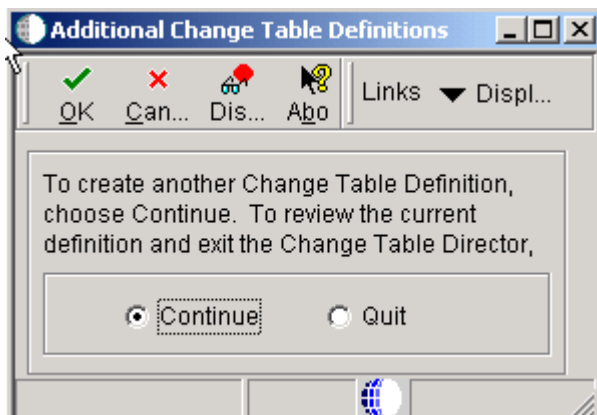 Additional Change Table Definitions
OK Can... Dis... Abo Links Displ...
To create another Change Table Definition,
choose Continue. To review the current
definition and exit the Change Table Director,
Continue Quit